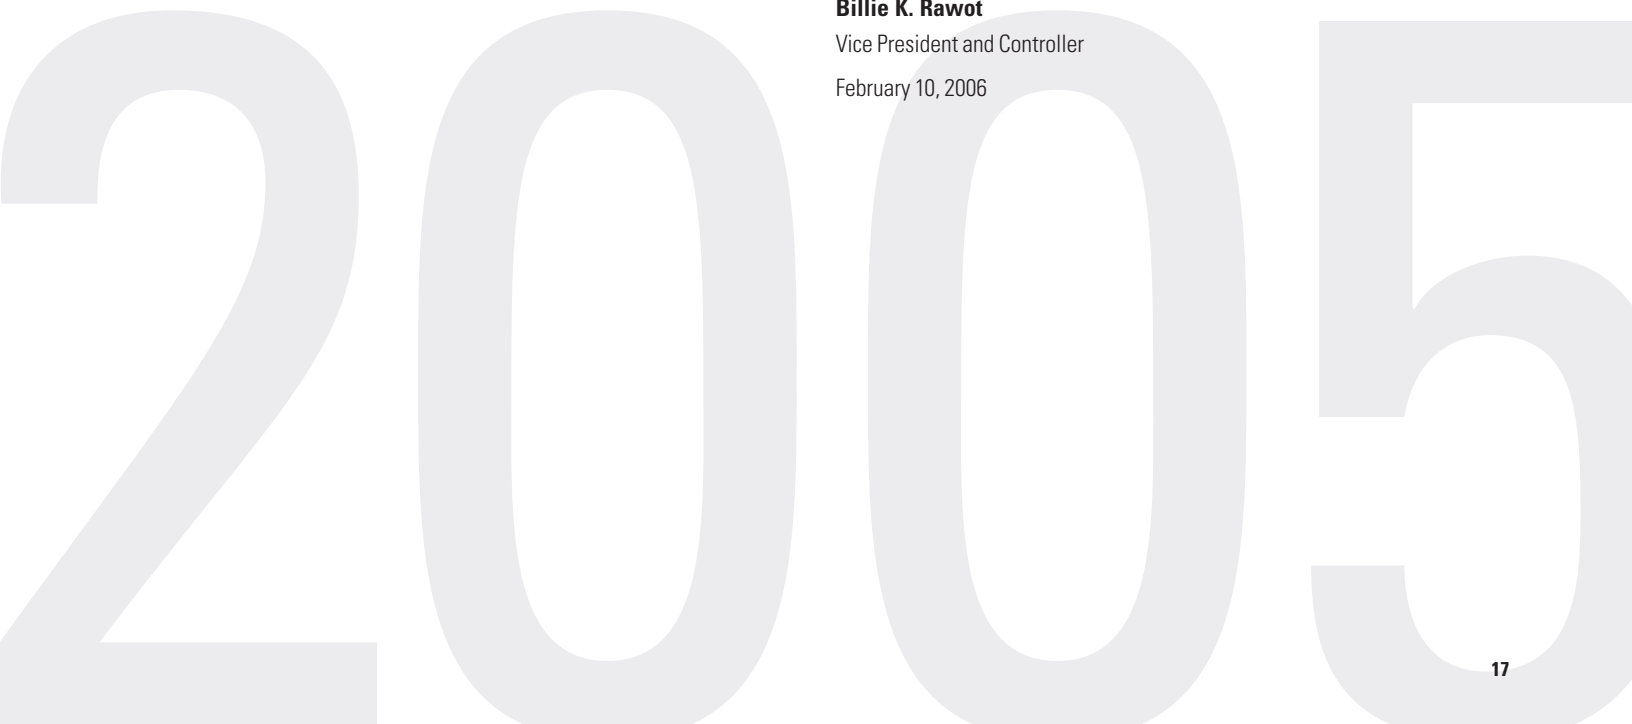 Billie K. Rawot
Vice President and Controller
February 10, 2006
2005
17